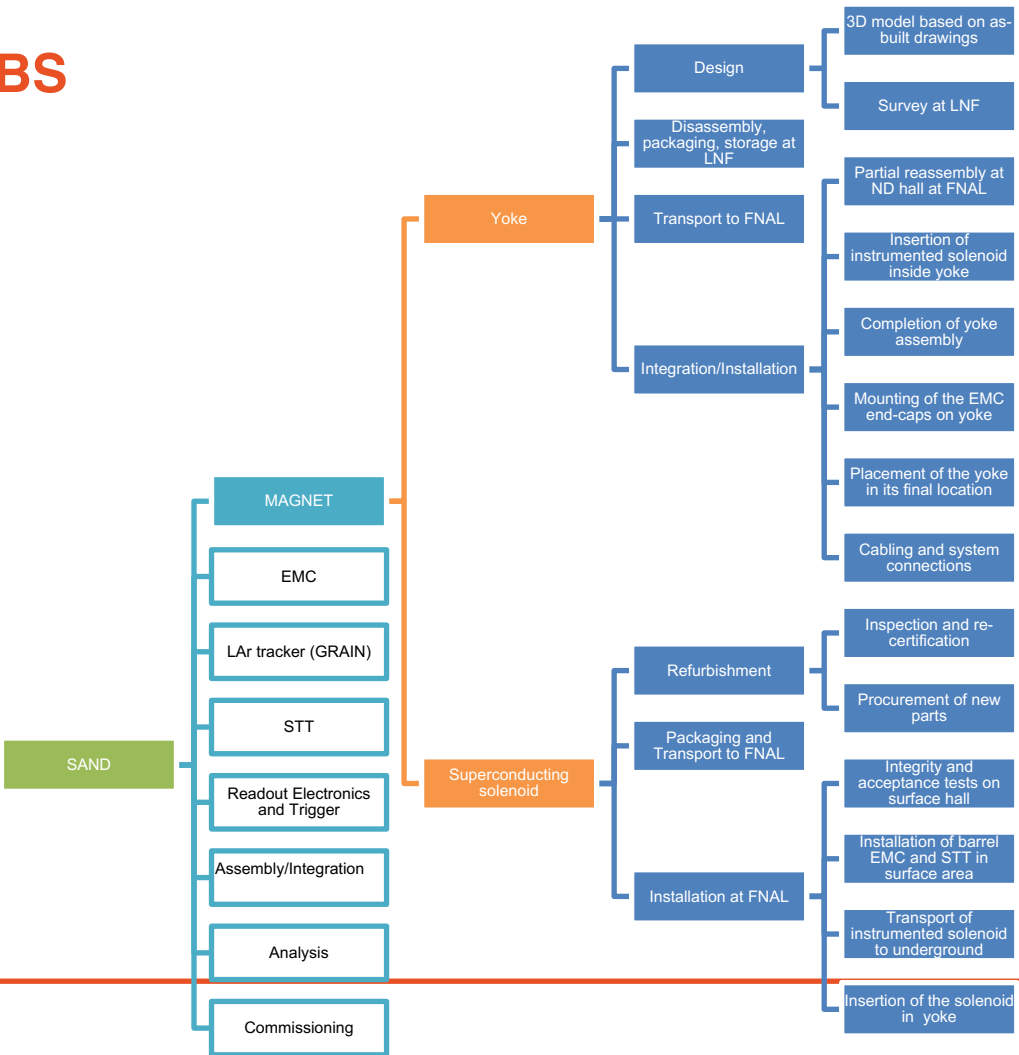 BS
3D model based on as-
built drawings
Design
Survey at LNF
Disassembly,
packaging, storage at
LNF
Partial reassembly at
ND hall at FNAL
Yoke
Transport to FNAL
Insertion of
instrumented solenoid
inside yoke
Completion of yoke
assembly
Integration/Installation
Mounting of the EMC
end-caps on yoke
Placement of the yoke
in its final location
MAGNET
Cabling and system
connections
EMC
LAr tracker (GRAIN)
Inspection and re-
certification
Refurbishment
Procurement of new
parts
STT
Packaging and
Transport to FNAL
SAND
Superconducting
solenoid
Integrity and
acceptance tests on
surface hall
Readout Electronics
and Trigger
Installation of barrel
EMC and STT in
surface area
Assembly/Integration
Installation at FNAL
Transport of
instrumented solenoid
to underground
Analysis
Insertion of the solenoid
in yoke
Commissioning